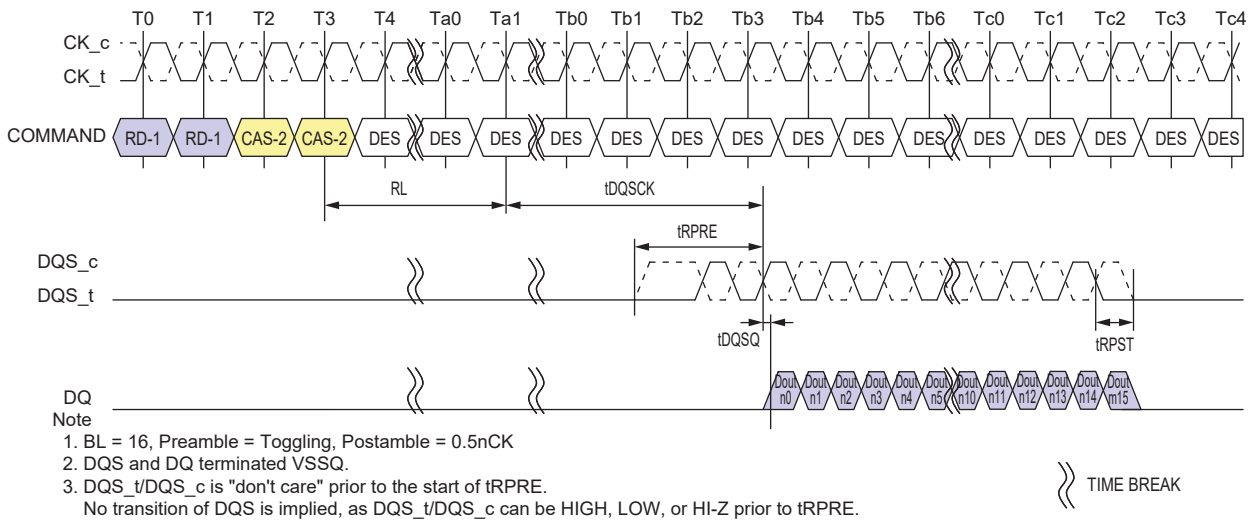 T0 T1 T2 T3 T4 Ta0 Ta1 Tb0 Tb1 Tb2 Tb3 Tb4 Tb5 Tb6 Tc0 Tc1 Tc2 Tc3 Tc4
CK_c
CK_t
COMMAND RD-1 RD-1 CAS-2 CAS-2 DES DES DES DES DES DES DES DES DES DES DES DES DES DES DES
RL tDQSCK
tRPRE
DQS_c
DQS_t
tDQSQ tRPST
DQ Dout n0 Dout n1 Dout n2 Dout n3 Dout n4 Dout n5 Dout n10 Dout n11 Dout n12 Dout n13 Dout n14 Dout m15
Note
1. BL = 16, Preamble = Toggling, Postamble = 0.5nCK
2. DQS and DQ terminated VSSQ.
3. DQS_t/DQS_c is "don't care" prior to the start of tRPRE.
No transition of DQS is implied, as DQS_t/DQS_c can be HIGH, LOW, or HI-Z prior to tRPRE.
TIME BREAK